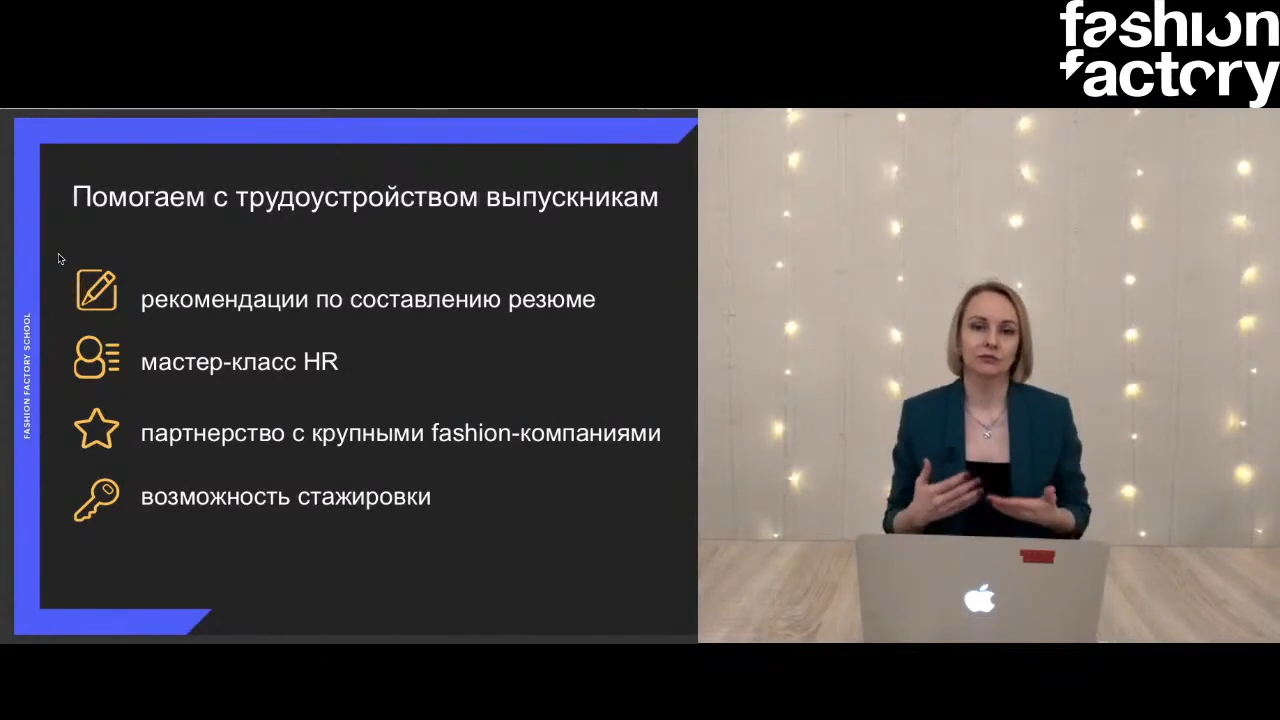 fashion
factory
Помогаем с трудоустройством выпускникам
рекомендации по составлению резюме
мастер-класс HR
партнерство с крупными fashion-компаниями
возможность стажировки
FASHION FACTORY SCHOOL